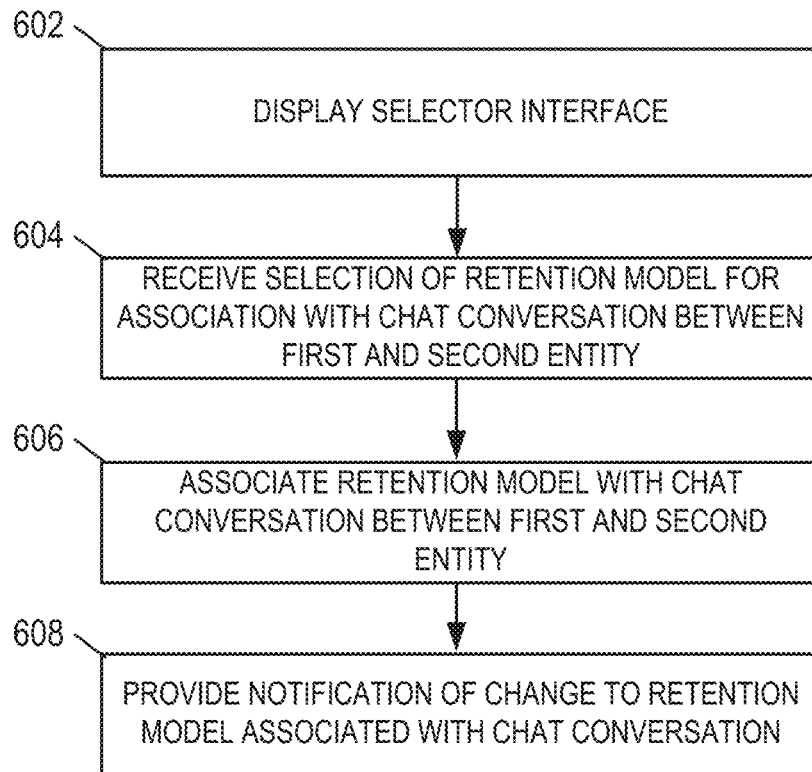 602
DISPLAY SELECTOR INTERFACE
604
RECEIVE SELECTION OF RETENTION MODEL FOR
ASSOCIATION WITH CHAT CONVERSATION BETWEEN
FIRST AND SECOND ENTITY
606
ASSOCIATE RETENTION MODEL WITH CHAT
CONVERSATION BETWEEN FIRST AND SECOND
ENTITY
608
PROVIDE NOTIFICATION OF CHANGE TO RETENTION
MODEL ASSOCIATED WITH CHAT CONVERSATION